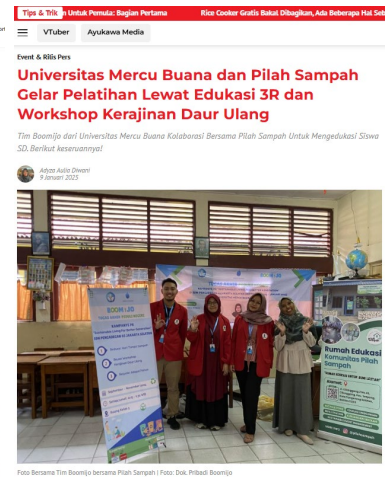 Tips & Trik
n Untuk Pemula: Bagian Pertama
Rice Cooker Gratis Bakal Dibagikan, Ada Beberapa Hal Seb
VTuber
Ayukawa Media
Event & Rilis Pers
Universitas Mercu Buana dan Pilah Sampah
Gelar Pelatihan Lewat Edukasi 3R dan
Workshop Kerajinan Daur Ulang
Tim Boomijo dari Universitas Mercu Buana Kolaborasi Bersama Pilah Sampah Untuk Mengedukasi Siswa
SD. Berikut keseruannya!
Adyza Aulia Diwani
9 Januari 2025
Rumah Edukasi
Komunitas Pilah
Sampah
Foto Bersama Tim Boomijo bersama Pilah Sampah | Foto: Dok. Pribadi Boomijo